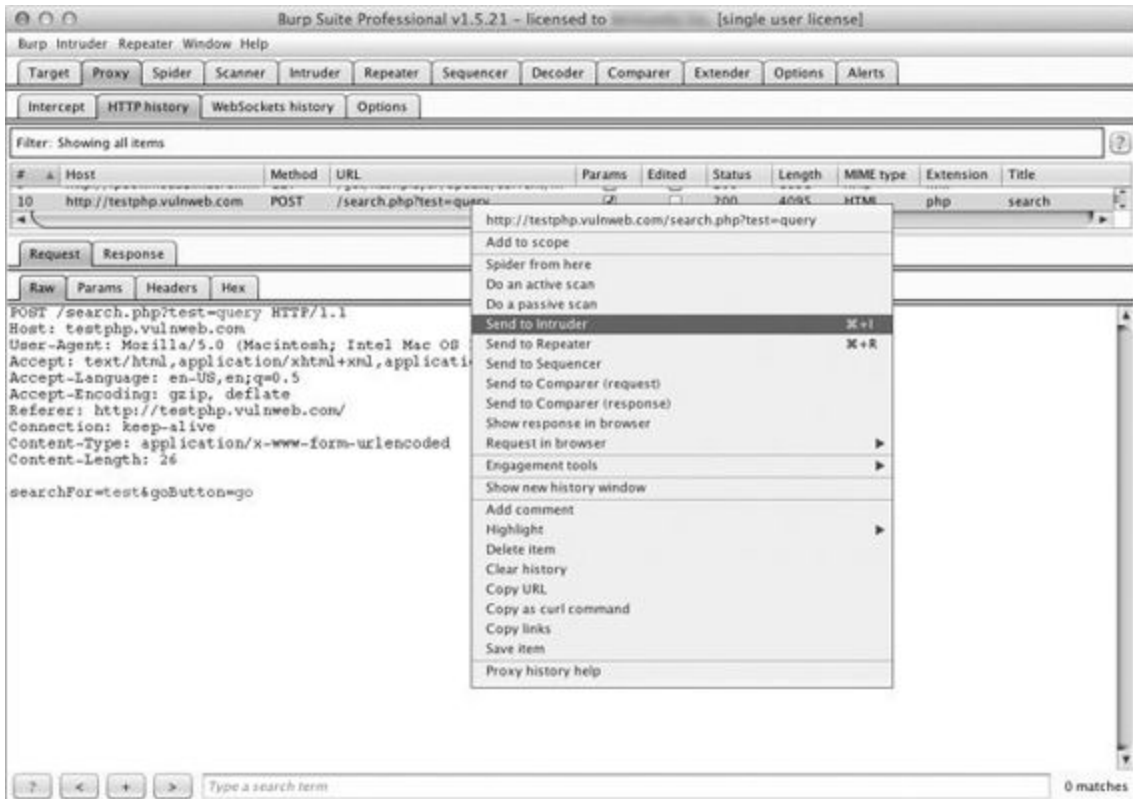 Burp Suite Professional v1.5.21 - licensed to [single user license]
Burp Intruder Repeater Window Help
Target Proxy Spider Scanner Intruder Repeater Sequencer Decoder Comparer Extender Options Alerts
Intercept HTTP history WebSockets history Options
Filter: Showing all items ?
# Host Method URL Params Edited Status Length MIME type Extension Title
10 http://testphp.vulnweb.com POST /search.php?test=query 200 4095 HTML php search
http://testphp.vulnweb.com/search.php?test=query
Add to scope
Spider from here
Do an active scan
Do a passive scan
Send to Intruder ⌘+I
Send to Repeater ⌘+R
Send to Sequencer
Send to Comparer (request)
Send to Comparer (response)
Show response in browser
Request in browser
Engagement tools
Show new history window
Add comment
Highlight
Delete item
Clear history
Copy URL
Copy as curl command
Copy links
Save item
Proxy history help
Request Response
Raw Params Headers Hex
POST /search.php?test=query HTTP/1.1
Host: testphp.vulnweb.com
User-Agent: Mozilla/5.0 (Macintosh; Intel Mac OS
Accept: text/html,application/xhtml+xml,applicati
Accept-Language: en-US,en;q=0.5
Accept-Encoding: gzip, deflate
Referer: http://testphp.vulnweb.com/
Connection: keep-alive
Content-Type: application/x-www-form-urlencoded
Content-Length: 26
searchFor=test&goButton=go
? < + > Type a search term 0 matches